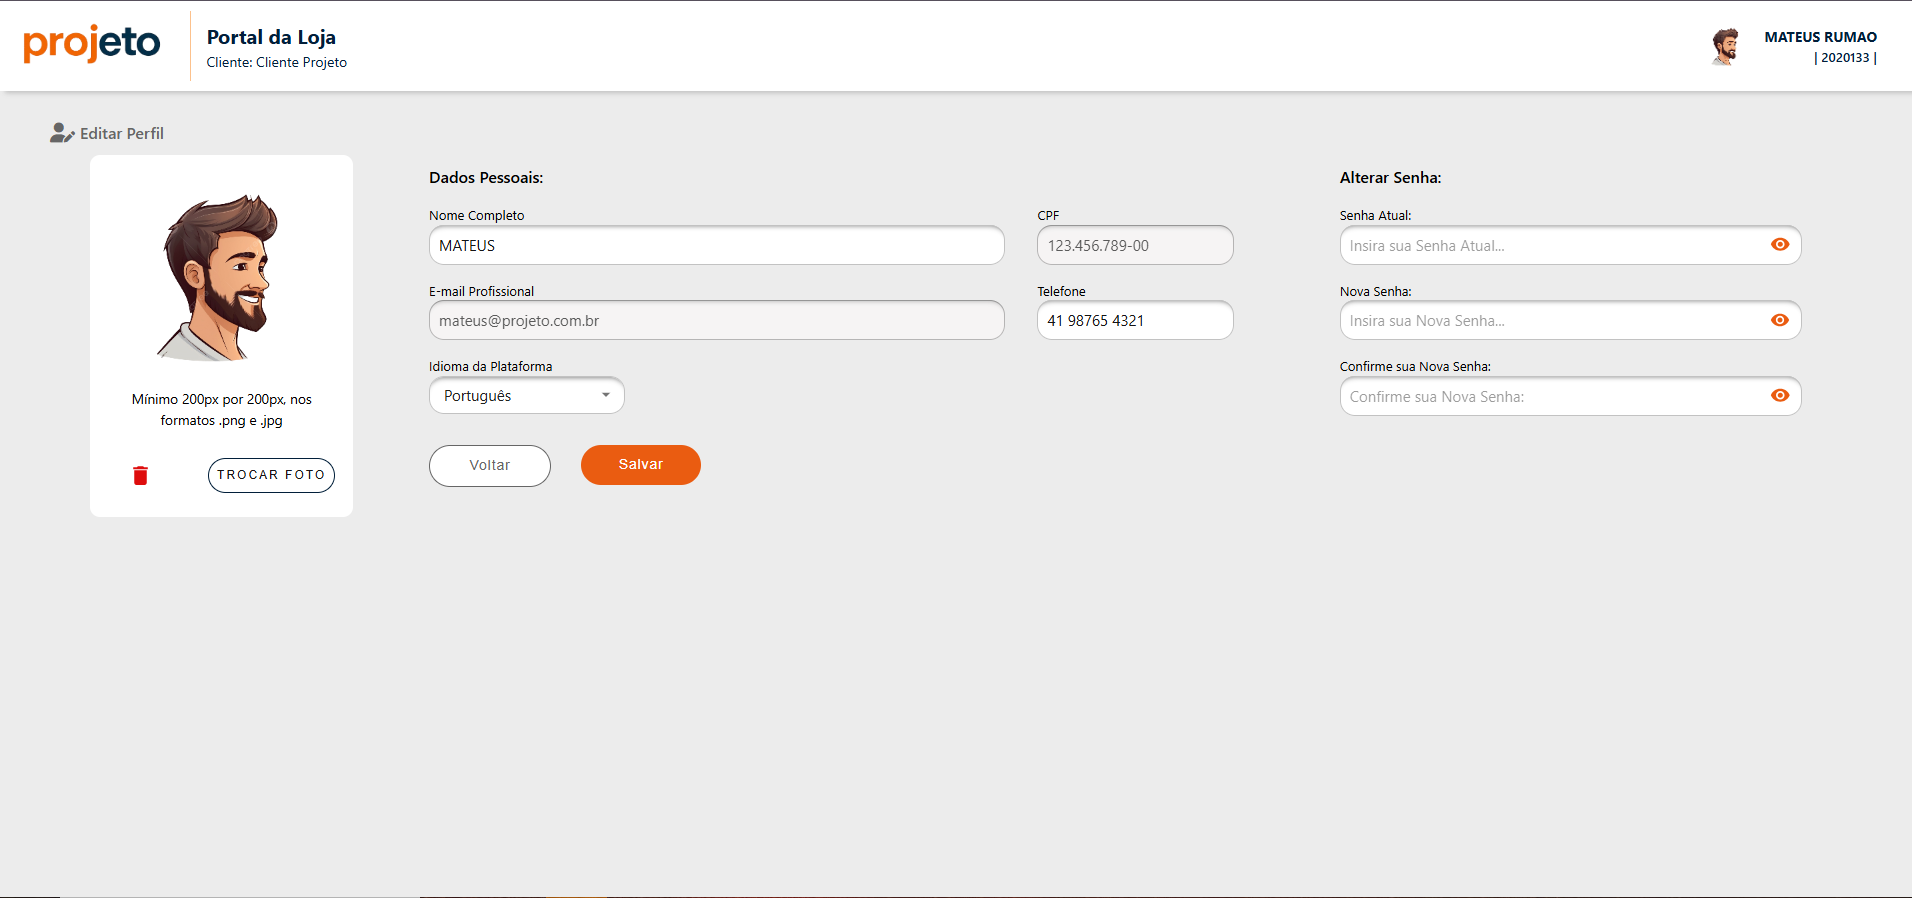 projeto
Portal da Loja
Cliente: Cliente Projeto
MATEUS RUMAO
| 2020133 |
Editar Perfil
Mínimo 200px por 200px, nos
formatos .png e .jpg
TROCAR FOTO
Dados Pessoais:
Nome Completo
MATEUS
CPF
123.456.789-00
E-mail Profissional
mateus@projeto.com.br
Telefone
41 98765 4321
Idioma da Plataforma
Português
Voltar
Salvar
Alterar Senha:
Senha Atual:
Insira sua Senha Atual...
Nova Senha:
Insira sua Nova Senha...
Confirme sua Nova Senha:
Confirme sua Nova Senha: